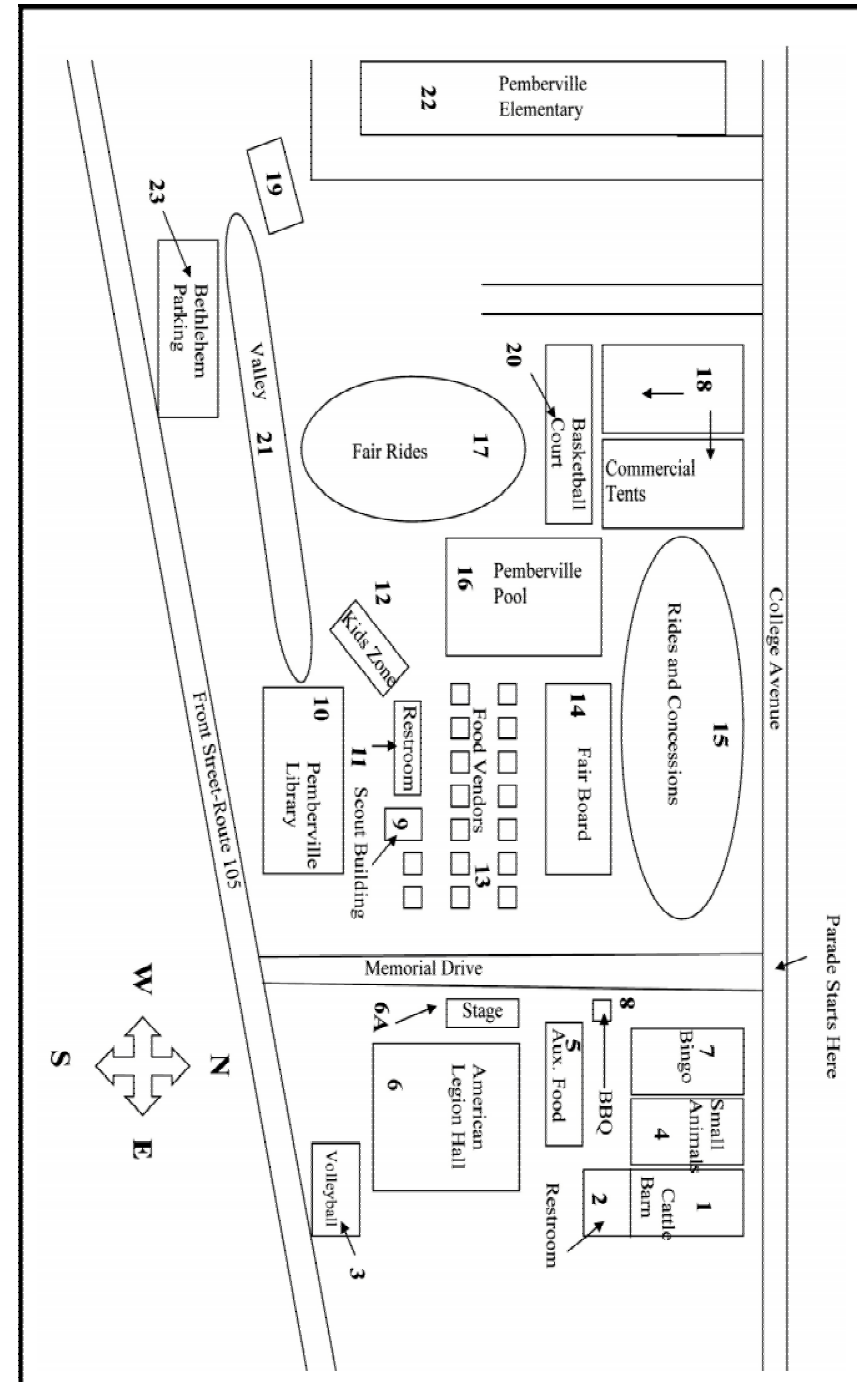 22
Pemberville
Elementary
19
23
Bethlehem
Parking
Valley
21
20
18
Basketball
Court
Commercial
Tents
Fair Rides
17
16
Pemberville
Pool
12
Kids Zone
College Avenue
Rides and Concessions
15
14
Fair Board
Food Vendors
13
10
Pemberville
Library
Restroom
11
Scout Building
9
Front Street-Route 105
Memorial Drive
Parade Starts Here
6A
Stage
8
BBQ
5
Aux. Food
7
Bingo
Small
Animals
4
1
Cattle
Barn
2
Restroom
6
American
Legion Hall
Volleyball
3
W
N
S
E